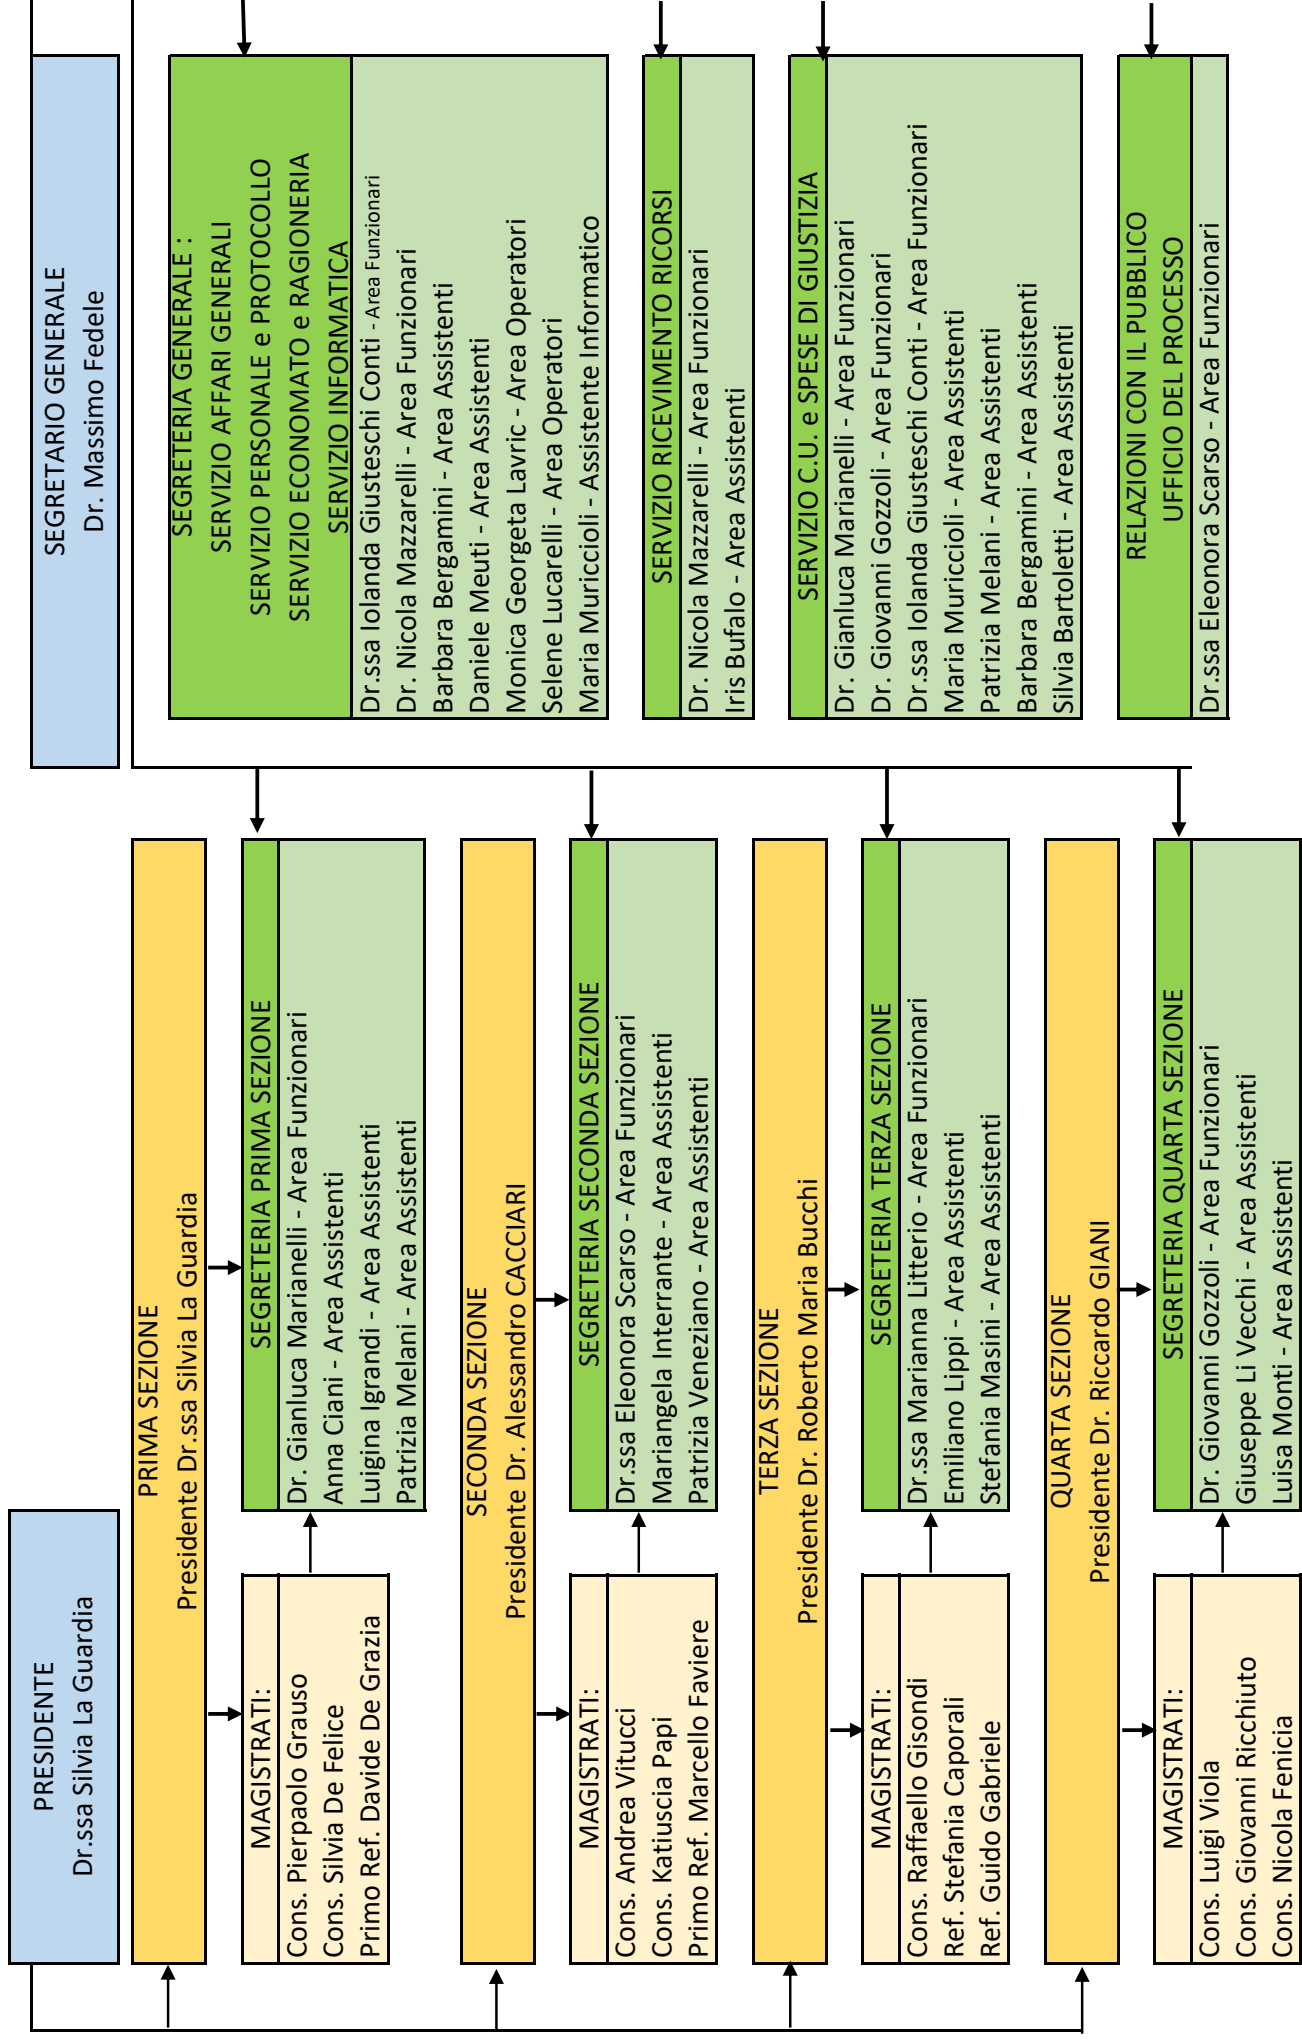 PRESIDENTE
Dr.ssa Silvia La Guardia
SEGRETARIO GENERALE
Dr. Massimo Fedele
PRIMA SEZIONE
Presidente Dr.ssa Silvia La Guardia
MAGISTRATI:
Cons. Pierpaolo Grauso
Cons. Silvia De Felice
Primo Ref. Davide De Grazia
SEGRETERIA PRIMA SEZIONE
Dr. Gianluca Marianelli - Area Funzionari
Anna Ciani - Area Assistenti
Luigina Igrandi - Area Assistenti
Patrizia Melani - Area Assistenti
SECONDA SEZIONE
Presidente Dr. Alessandro CACCIARI
MAGISTRATI:
Cons. Andrea Vitucci
Cons. Katiuscia Papi
Primo Ref. Marcello Faviere
SEGRETERIA SECONDA SEZIONE
Dr.ssa Eleonora Scarso - Area Funzionari
Mariangela Interrante - Area Assistenti
Patrizia Veneziano - Area Assistenti
TERZA SEZIONE
Presidente Dr. Roberto Maria Bucchi
MAGISTRATI:
Cons. Raffaello Gisondi
Ref. Stefania Caporali
Ref. Guido Gabriele
SEGRETERIA TERZA SEZIONE
Dr.ssa Marianna Litterio - Area Funzionari
Emiliano Lippi - Area Assistenti
Stefania Masini - Area Assistenti
QUARTA SEZIONE
Presidente Dr. Riccardo GIANI
MAGISTRATI:
Cons. Luigi Viola
Cons. Giovanni Ricchiuto
Cons. Nicola Fenicia
SEGRETERIA QUARTA SEZIONE
Dr. Giovanni Gozzoli - Area Funzionari
Giuseppe Li Vecchi - Area Assistenti
Luisa Monti - Area Assistenti
SEGRETERIA GENERALE :
SERVIZIO AFFARI GENERALI
SERVIZIO PERSONALE e PROTOCOLLO
SERVIZIO ECONOMATO e RAGIONERIA
SERVIZIO INFORMATICA
Dr.ssa Iolanda Giusteschi Conti - Area Funzionari
Dr. Nicola Mazzarelli - Area Funzionari
Barbara Bergamini - Area Assistenti
Daniele Meuti - Area Assistenti
Monica Georgeta Lavric - Area Operatori
Selene Lucarelli - Area Operatori
Maria Muriccioli - Assistente Informatico
SERVIZIO RICEVIMENTO RICORSI
Dr. Nicola Mazzarelli - Area Funzionari
Iris Bufalo - Area Assistenti
SERVIZIO C.U. e SPESE DI GIUSTIZIA
Dr. Gianluca Marianelli - Area Funzionari
Dr. Giovanni Gozzoli - Area Funzionari
Dr.ssa Iolanda Giusteschi Conti - Area Funzionari
Maria Muriccioli - Area Assistenti
Patrizia Melani - Area Assistenti
Barbara Bergamini - Area Assistenti
Silvia Bartoletti - Area Assistenti
RELAZIONI CON IL PUBBLICO
UFFICIO DEL PROCESSO
Dr.ssa Eleonora Scarso - Area Funzionari